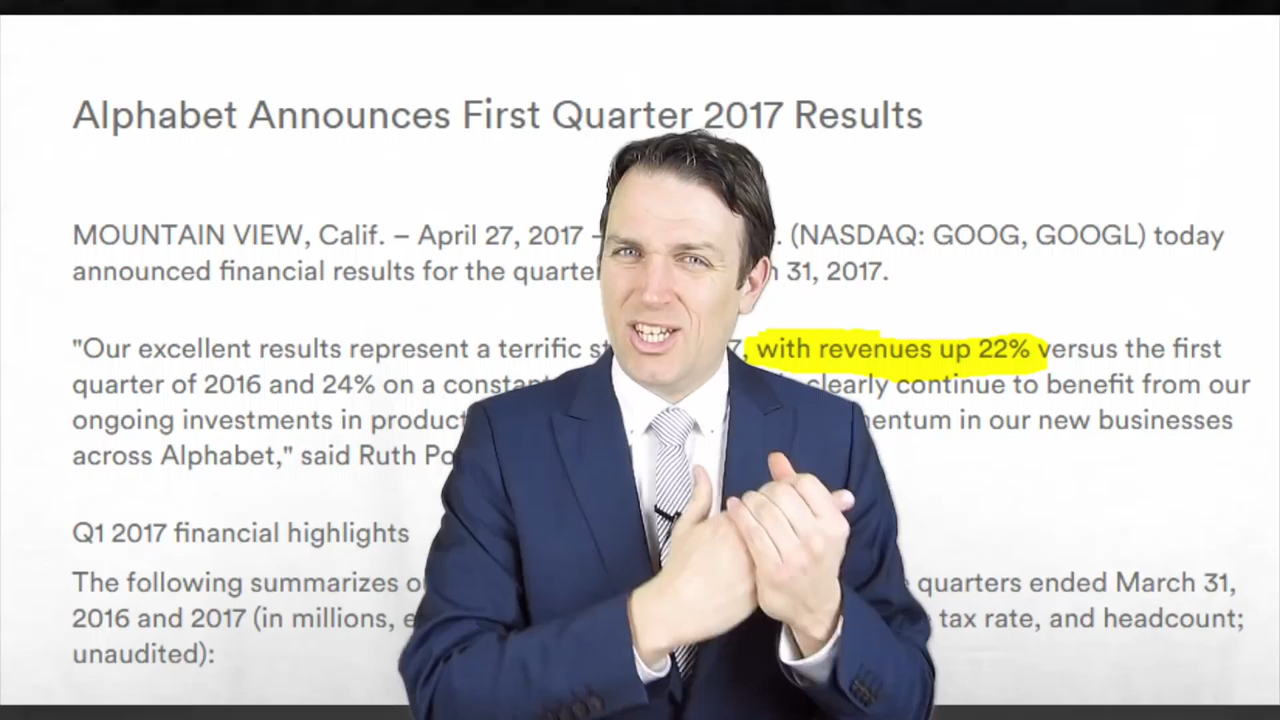 Alphabet Announces First Quarter 2017 Results
MOUNTAIN VIEW, Calif. – April 27, 2017 – . (NASDAQ: GOOG, GOOGL) today
announced financial results for the 31, 2017.
"Our excellent results represent a terrific , with revenues up 22% versus the first
quarter of 2016 and 24% on a clearly continue to benefit from our
ongoing investments in in our new businesses
across Alphabet," said Ruth
Q1 2017 financial highlights
The following summarizes quarters ended March 31,
2016 and 2017 (in millions, tax rate, and headcount;
unaudited):